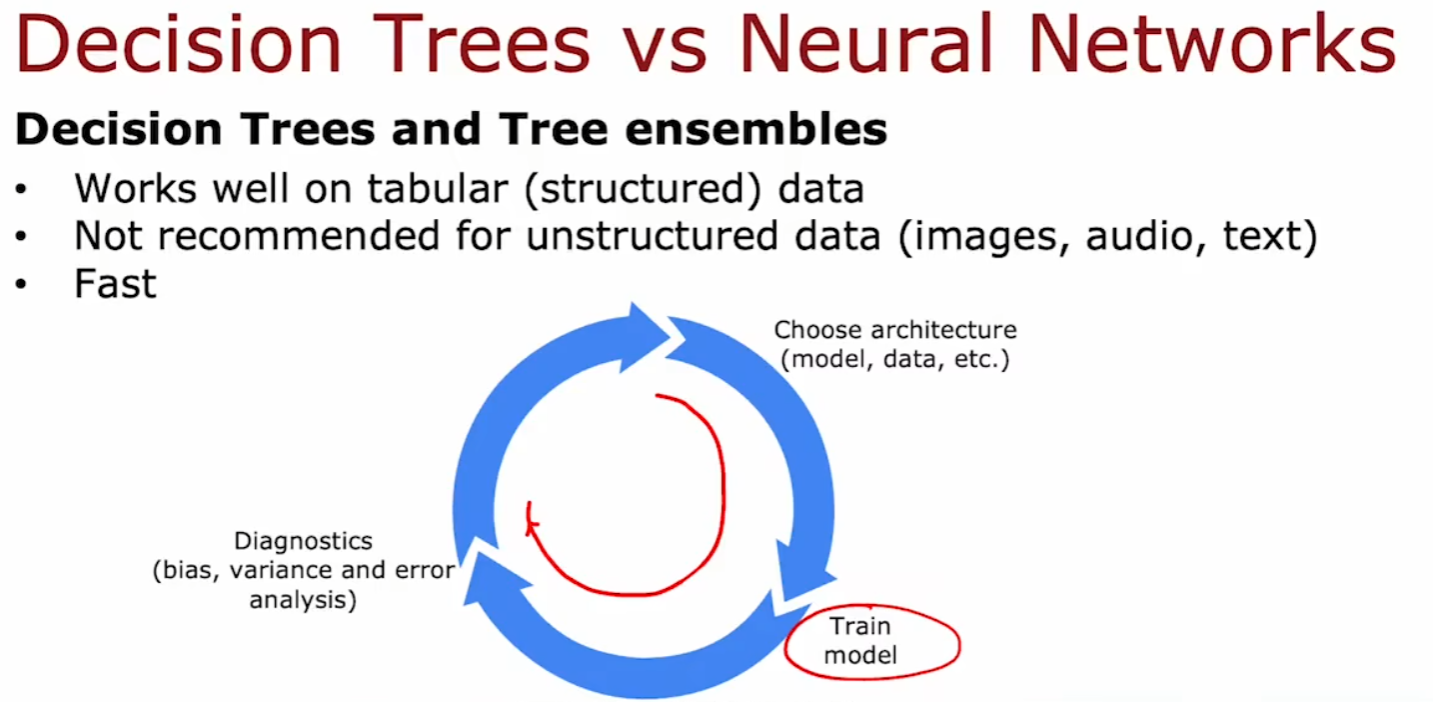 Decision Trees vs Neural Networks
Decision Trees and Tree ensembles
• Works well on tabular (structured) data
• Not recommended for unstructured data (images, audio, text)
• Fast
Choose architecture
(model, data, etc.)
Diagnostics
(bias, variance and error
analysis)
Train
model